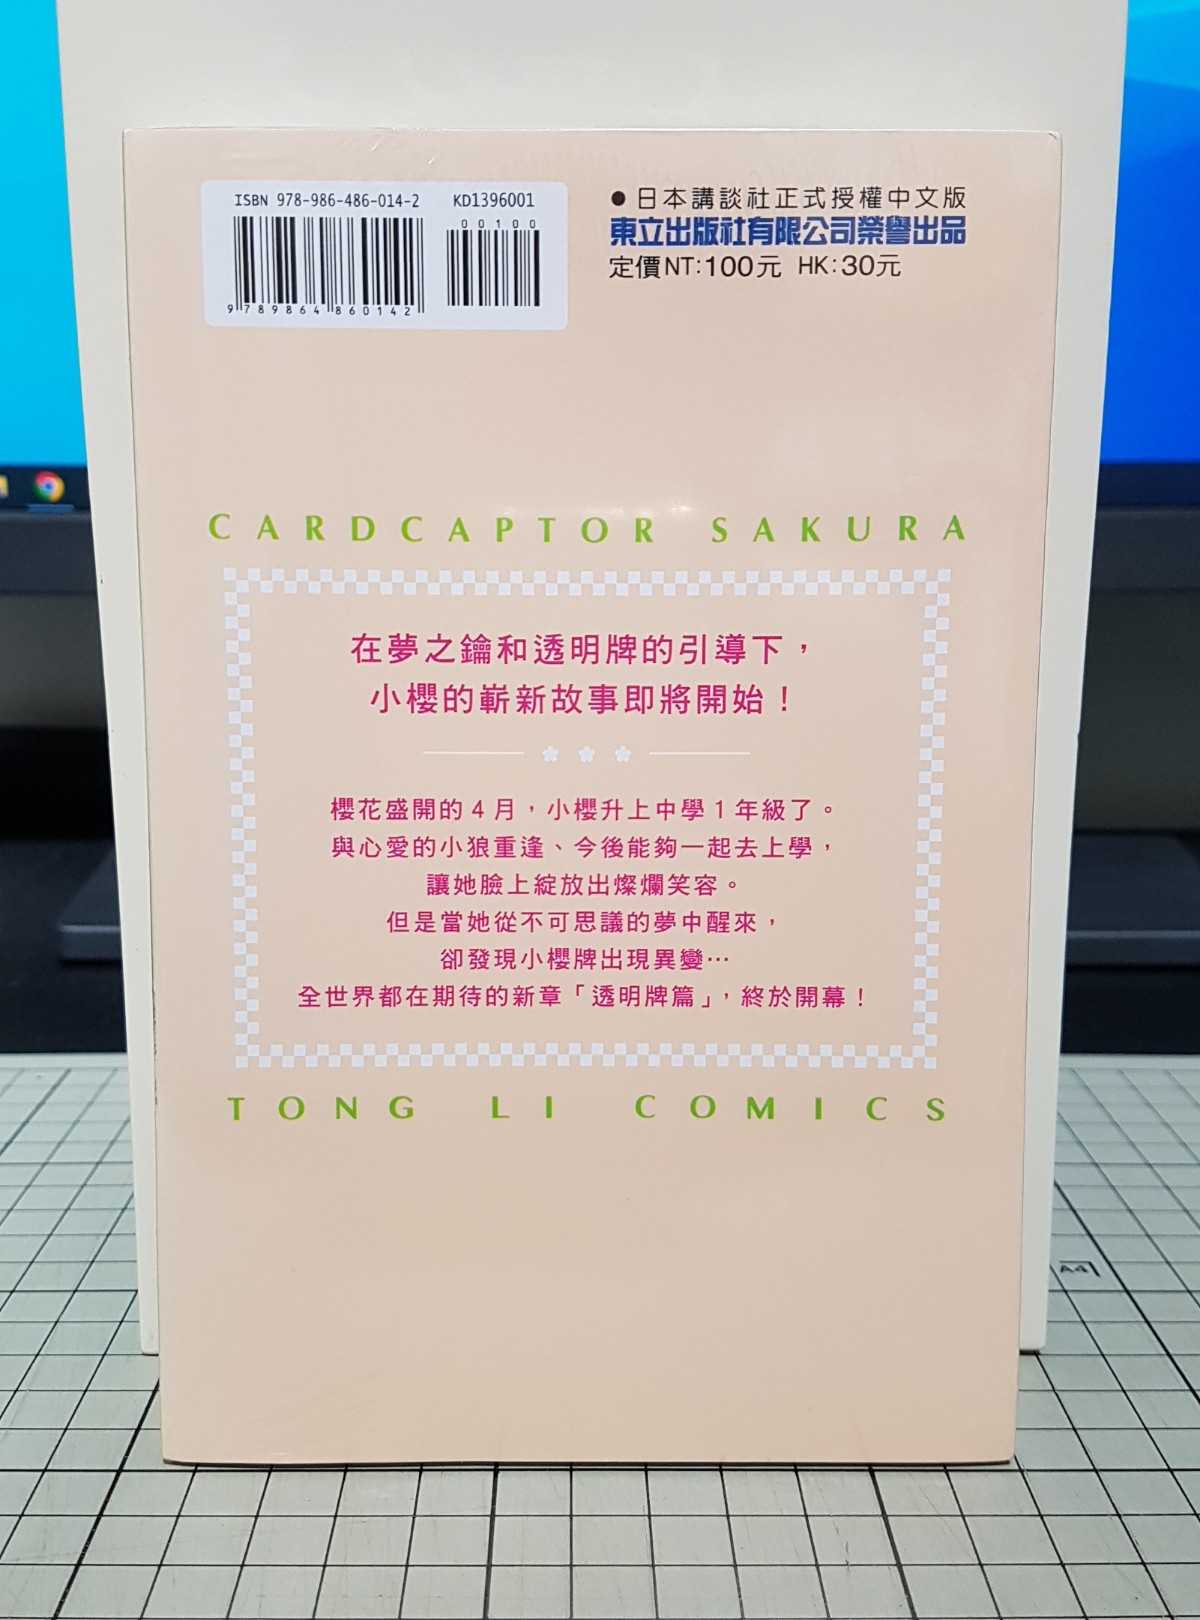 ISBN 978-986-486-014-2 KD1396001
00100
9 789864 860142
●日本講談社正式授權中文版
東立出版社有限公司榮譽出品
定價NT:100元 HK:30元
CARDCAPTOR SAKURA
在夢之鑰和透明牌的引導下，
小櫻的嶄新故事即將開始！
櫻花盛開的4月，小櫻升上中學1年級了。
與心愛的小狼重逢、今後能夠一起去上學，
讓她臉上綻放出燦爛笑容。
但是當她從不可思議的夢中醒來，
卻發現小櫻牌出現異變…
全世界都在期待的新章「透明牌篇」，終於開幕！
TONG LI COMICS
A4